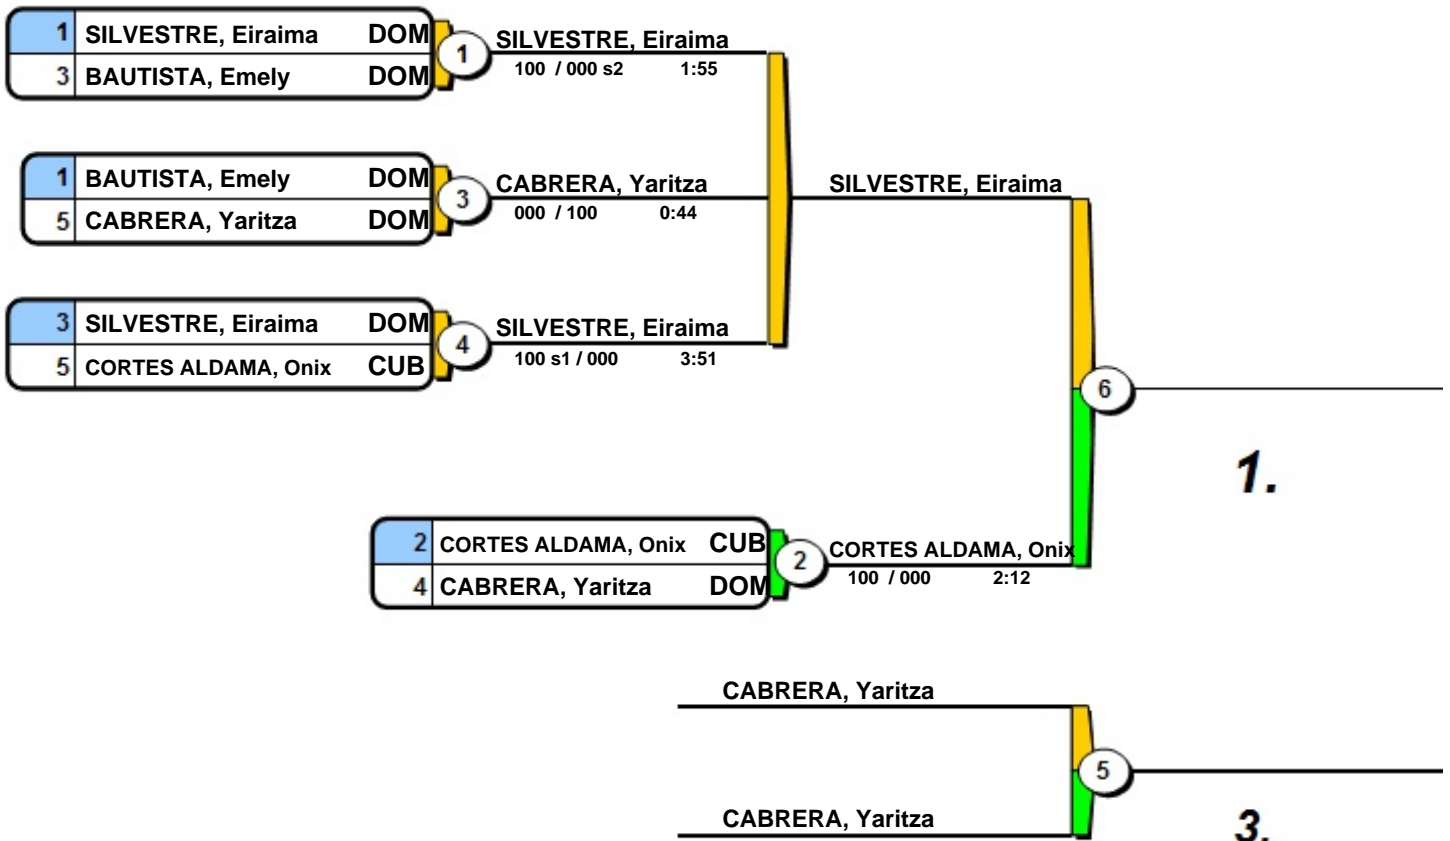 1 SILVESTRE, Eiraima DOM
3 BAUTISTA, Emely DOM
1
SILVESTRE, Eiraima
100 / 000 s2 1:55
1 BAUTISTA, Emely DOM
5 CABRERA, Yaritza DOM
3
CABRERA, Yaritza
000 / 100 0:44
SILVESTRE, Eiraima
3 SILVESTRE, Eiraima DOM
5 CORTES ALDAMA, Onix CUB
4
SILVESTRE, Eiraima
100 s1 / 000 3:51
6
1.
2 CORTES ALDAMA, Onix CUB
4 CABRERA, Yaritza DOM
2
CORTES ALDAMA, Onix
100 / 000 2:12
CABRERA, Yaritza
5
CABRERA, Yaritza
3.